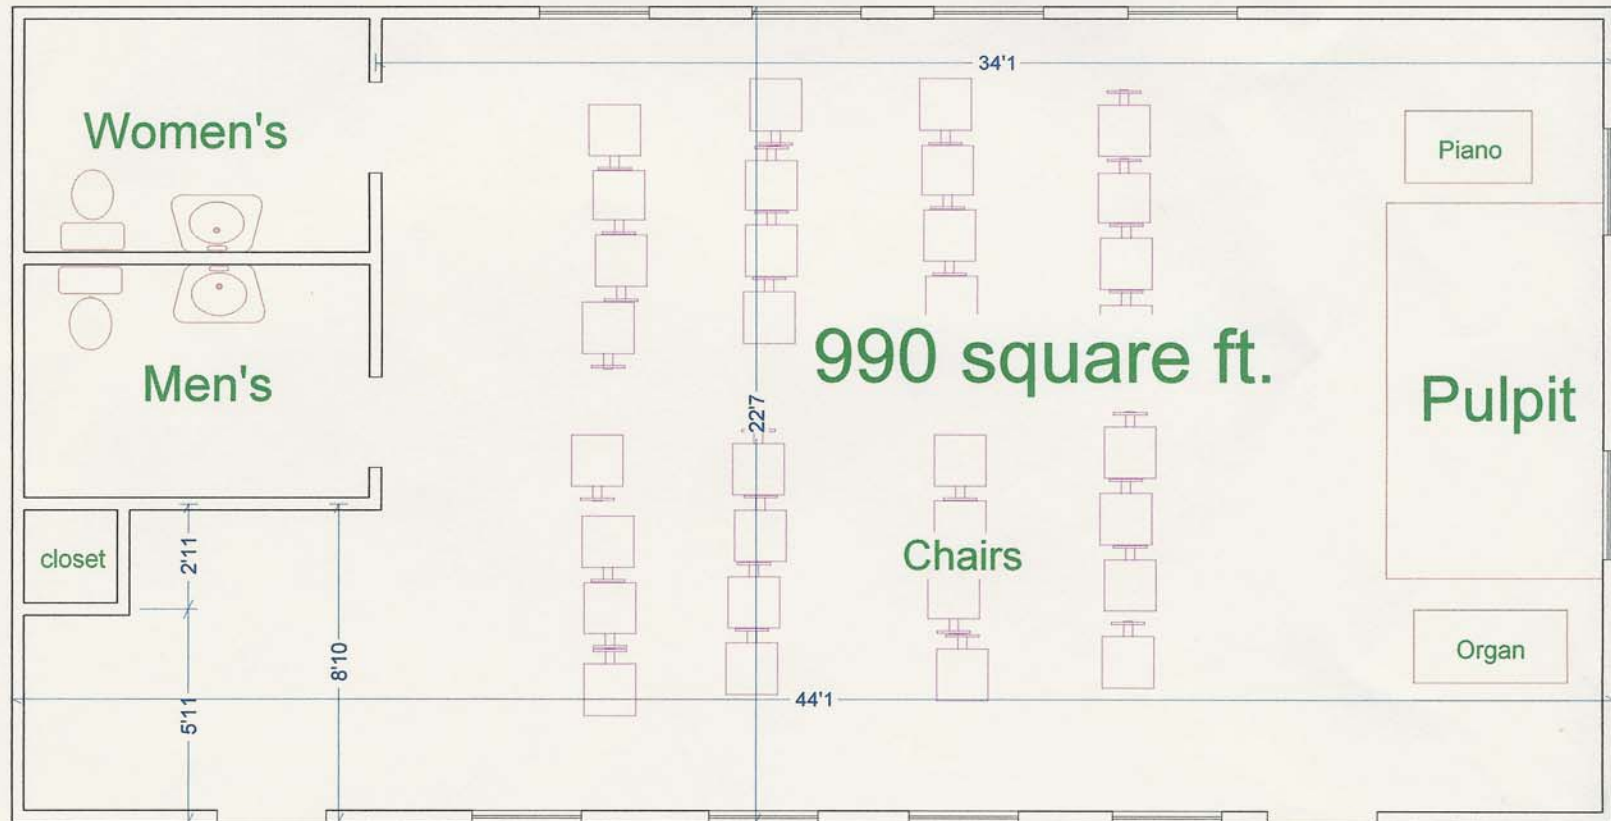 34'1
Women's
Piano
990 square ft.
Men's
Pulpit
22'7
closet
2'11
Chairs
8'10
Organ
5'11
44'1